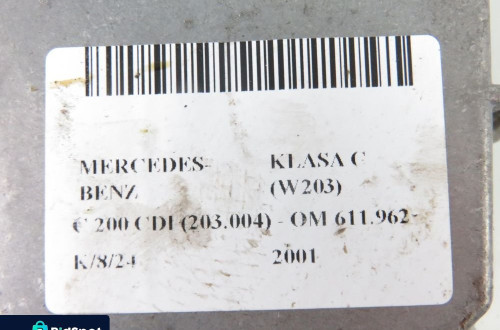 MERCEDES- KLASA C
BENZ (W203)
C 200 CDI (203.004) - OM 611.962
K/8/24 2001